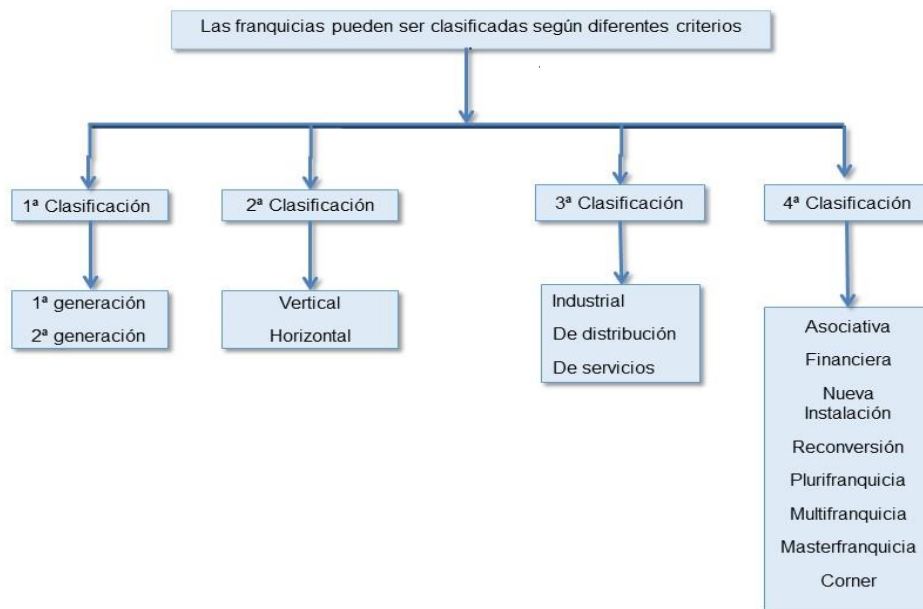 Las franquicias pueden ser clasificadas según diferentes criterios
1ª Clasificación
2ª Clasificación
3ª Clasificación
4ª Clasificación
1ª generación
2ª generación
Vertical
Horizontal
Industrial
De distribución
De servicios
Asociativa
Financiera
Nueva
Instalación
Reconversión
Plurifranquicia
Multifranquicia
Masterfranquicia
Corner